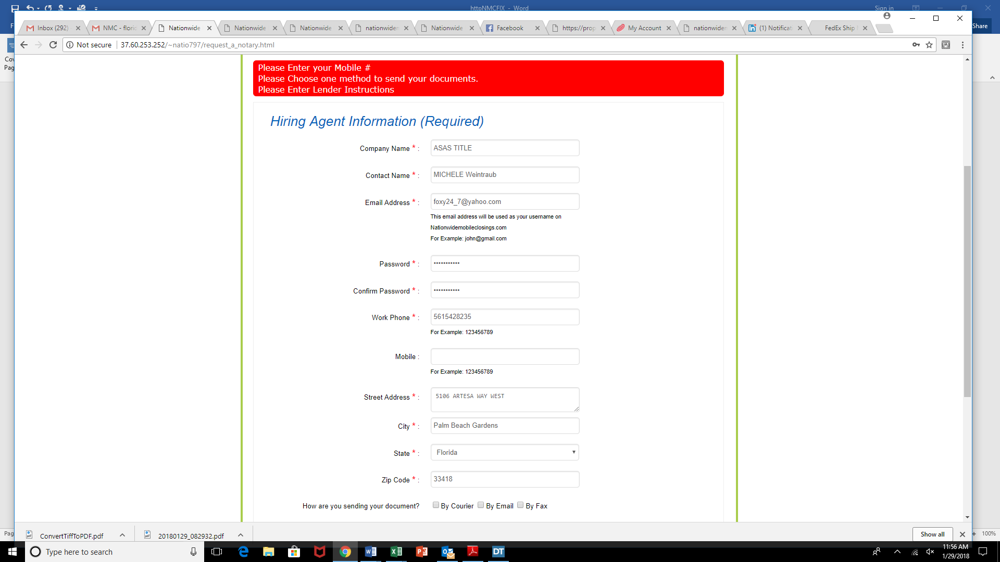 httpNMCFIX - Word
Sign in
Inbox (292)
NMC - floric
Nationwide
Nationwide
Nationwide
nationwiden
Nationwide
Facebook
https://prop
My Account
nationwiden
(1) Notificati
FedEx Ship
F
Share
Not secure
37.60.253.252/~natio797/request_a_notary.html
Cov
Pag
Please Enter your Mobile #
Please Choose one method to send your documents.
Please Enter Lender Instructions
Hiring Agent Information (Required)
Company Name * :
ASAS TITLE
Contact Name * :
MICHELE Weintraub
Email Address * :
foxy24_7@yahoo.com
This email address will be used as your username on
Nationwidemobileclosings.com
For Example: john@gmail.com
Password * :
•••••••••••
Confirm Password * :
•••••••••••
Work Phone * :
5615428235
For Example: 123456789
Mobile :
For Example: 123456789
Street Address * :
5106 ARTESA WAY WEST
City * :
Palm Beach Gardens
State * :
Florida
Zip Code * :
33418
How are you sending your document?
By Courier By Email By Fax
Pag
ConvertTiffToPDF.pdf
20180129_082932.pdf
Show all
100%
Type here to search
DT
11:56 AM
1/29/2018